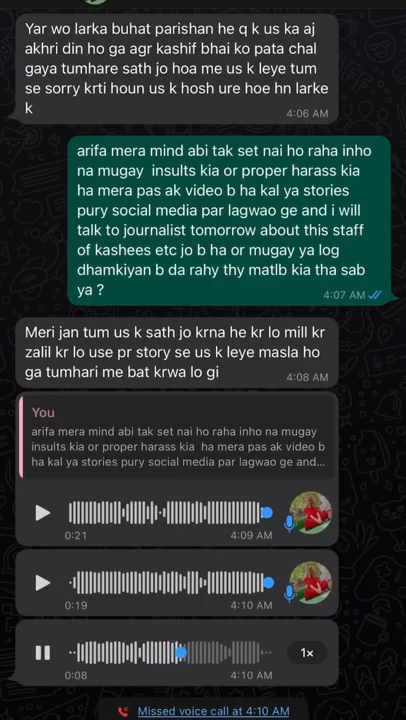 Yar wo larka buhat parishan he q k us ka aj
akhri din ho ga agr kashif bhai ko pata chal
gaya tumhare sath jo hoa me us k leye tum
se sorry krti houn us k hosh ure hoe hn larke
k
4:06 AM
arifa mera mind abi tak set nai ho raha inho
na mugay insults kia or proper harass kia
ha mera pas ak video b ha kal ya stories
pury social media par lagwao ge and i will
talk to journalist tomorrow about this staff
of kashees etc jo b ha or mugay ya log
dhamkiyan b da rahy thy matlb kia tha sab
ya ?
4:07 AM
Meri jan tum us k sath jo krna he kr lo mill kr
zalil kr lo use pr story se us k leye masla ho
ga tumhari me bat krwa lo gi
4:08 AM
You
arifa mera mind abi tak set nai ho raha inho na mugay
insults kia or proper harass kia ha mera pas ak video b
ha kal ya stories pury social media par lagwao ge and...
0:21
4:09 AM
0:19
4:10 AM
1×
0:08
4:10 AM
Missed voice call at 4:10 AM